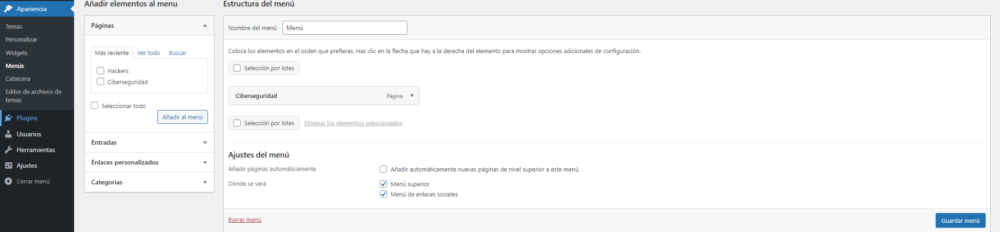 Apariencia
Temas
Personalizar
Widgets
Menús
Cabecera
Editor de archivos de
temas
Plugins
Usuarios
Herramientas
Ajustes
Cerrar menú
Añadir elementos al menu
Páginas
Más reciente Ver todo Buscar
Hackers
Ciberseguridad
Seleccionar todo
Añadir al menú
Entradas
Enlaces personalizados
Categorías
Estructura del menú
Nombre del menú Menú
Coloca los elementos en el orden que prefieras. Haz clic en la flecha que hay a la derecha del elemento para mostrar opciones adicionales de configuración.
Selección por lotes
Ciberseguridad Página
Selección por lotes Eliminar los elementos seleccionados
Ajustes del menú
Añadir páginas automáticamente Añadir automáticamente nuevas páginas de nivel superior a este menú
Dónde se verá Menú superior
Menú de enlaces sociales
Borrar menú Guardar menú